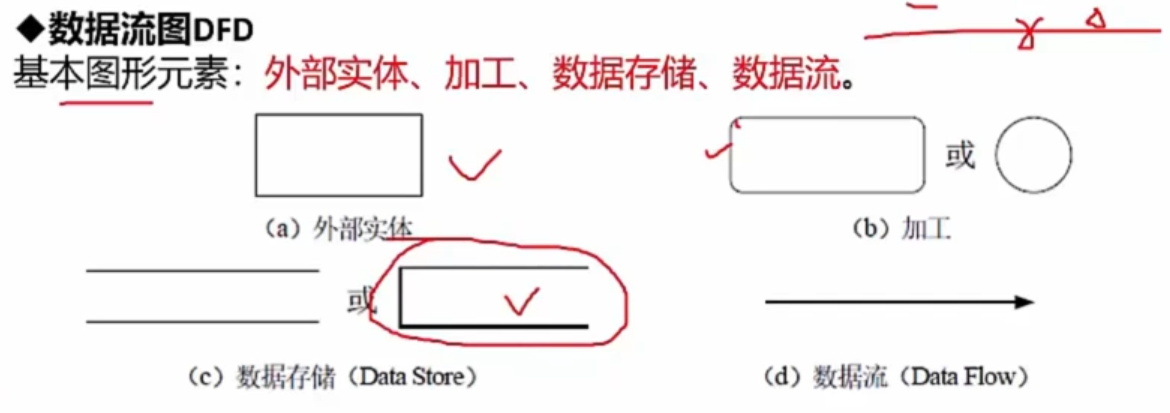 ◆数据流图DFD
基本图形元素：外部实体、加工、数据存储、数据流。
或
（a）外部实体
（b）加工
或
（c）数据存储（Data Store）
（d）数据流（Data Flow）